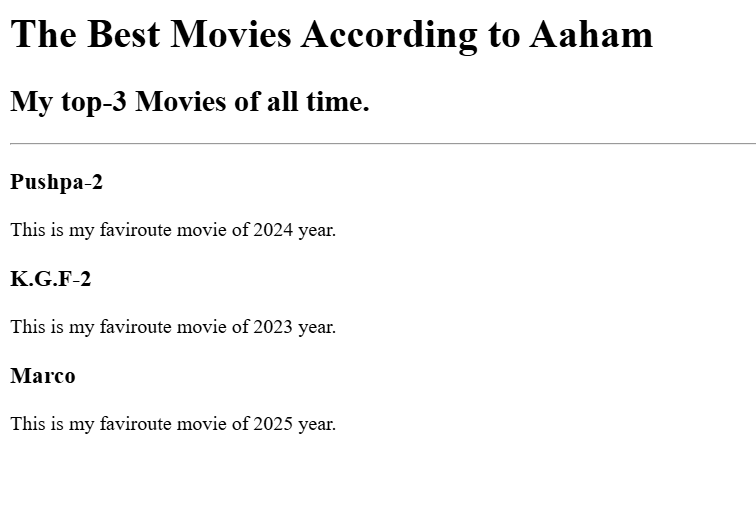 The Best Movies According to Aaham
My top-3 Movies of all time.
Pushpa-2
This is my faviroute movie of 2024 year.
K.G.F-2
This is my faviroute movie of 2023 year.
Marco
This is my faviroute movie of 2025 year.